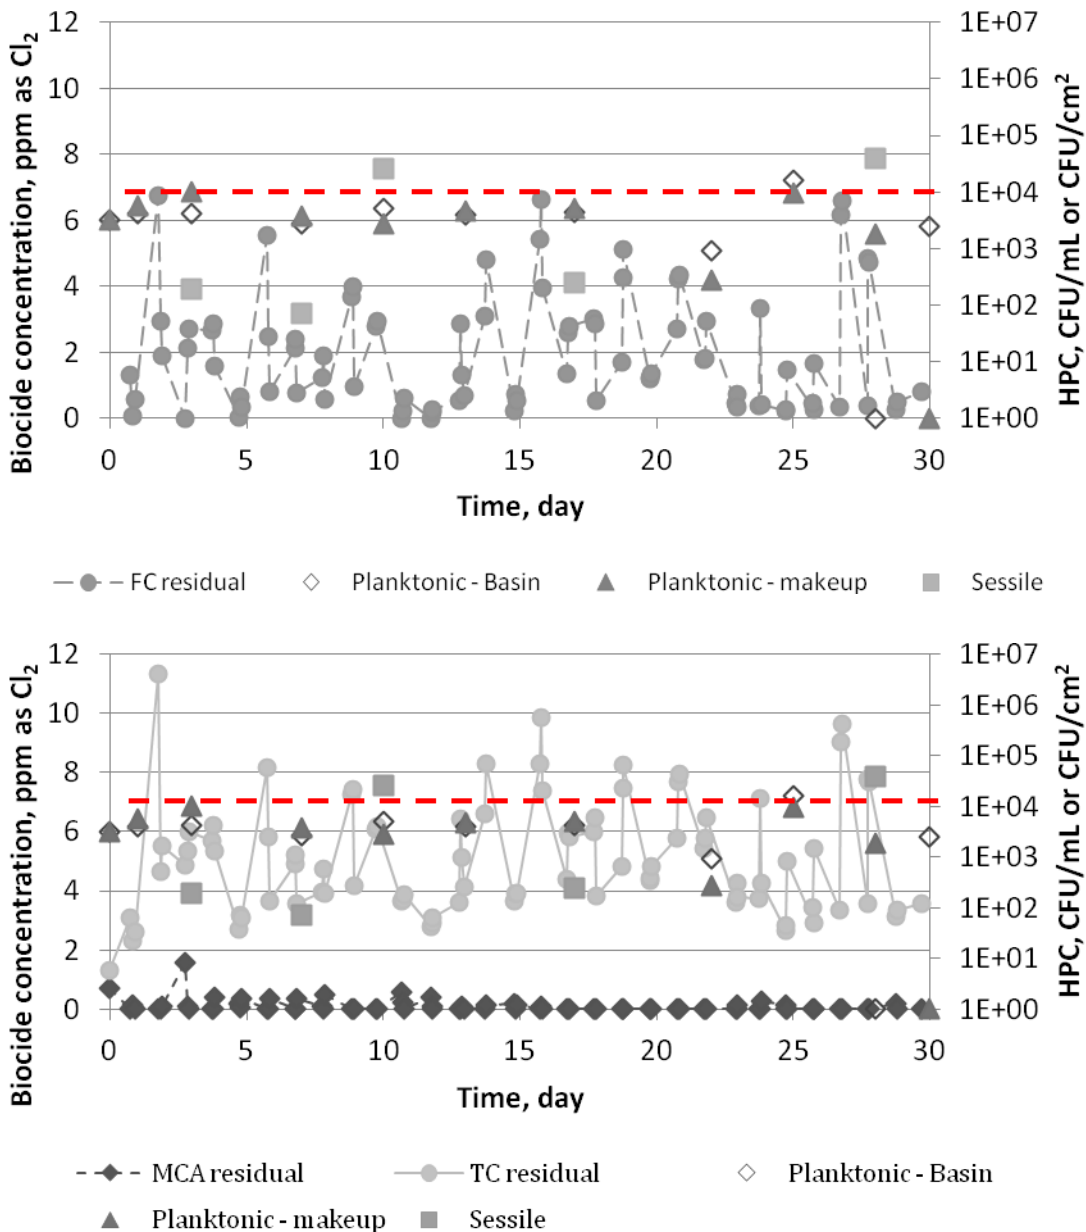 Biocide concentration, ppm as Cl₂
12
10
8
6
4
2
0
1E+07
1E+06
1E+05
1E+04
1E+03
1E+02
1E+01
1E+00
HPC, CFU/mL or CFU/cm²
0 5 10 15 20 25 30
Time, day
FC residual Planktonic - Basin Planktonic - makeup Sessile
Biocide concentration, ppm as Cl₂
12
10
8
6
4
2
0
1E+07
1E+06
1E+05
1E+04
1E+03
1E+02
1E+01
1E+00
HPC, CFU/mL or CFU/cm²
0 5 10 15 20 25 30
Time, day
MCA residual TC residual Planktonic - Basin
Planktonic - makeup Sessile